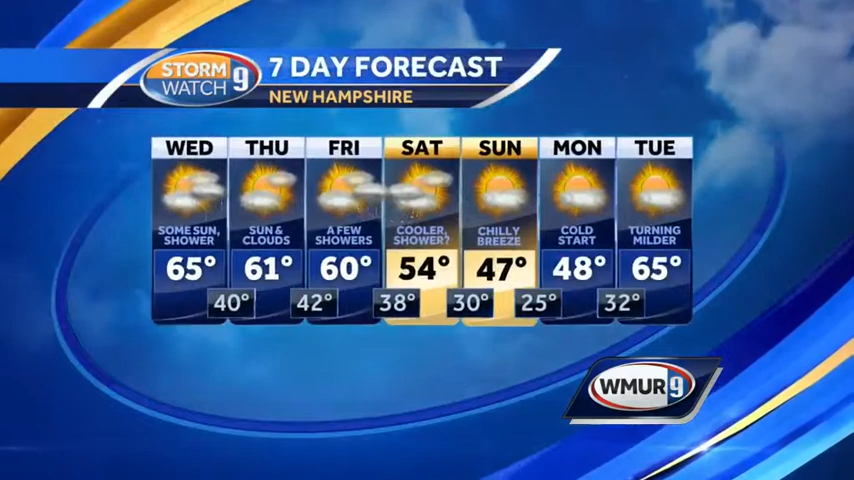 STORM
WATCH 9
7 DAY FORECAST
NEW HAMPSHIRE
WED THU FRI SAT SUN MON TUE
SOME SUN, SUN & A FEW COOLER, CHILLY COLD TURNING
SHOWER CLOUDS SHOWERS SHOWER? BREEZE START MILDER
65° 61° 60° 54° 47° 48° 65°
40° 42° 38° 30° 25° 32°
WMUR 9